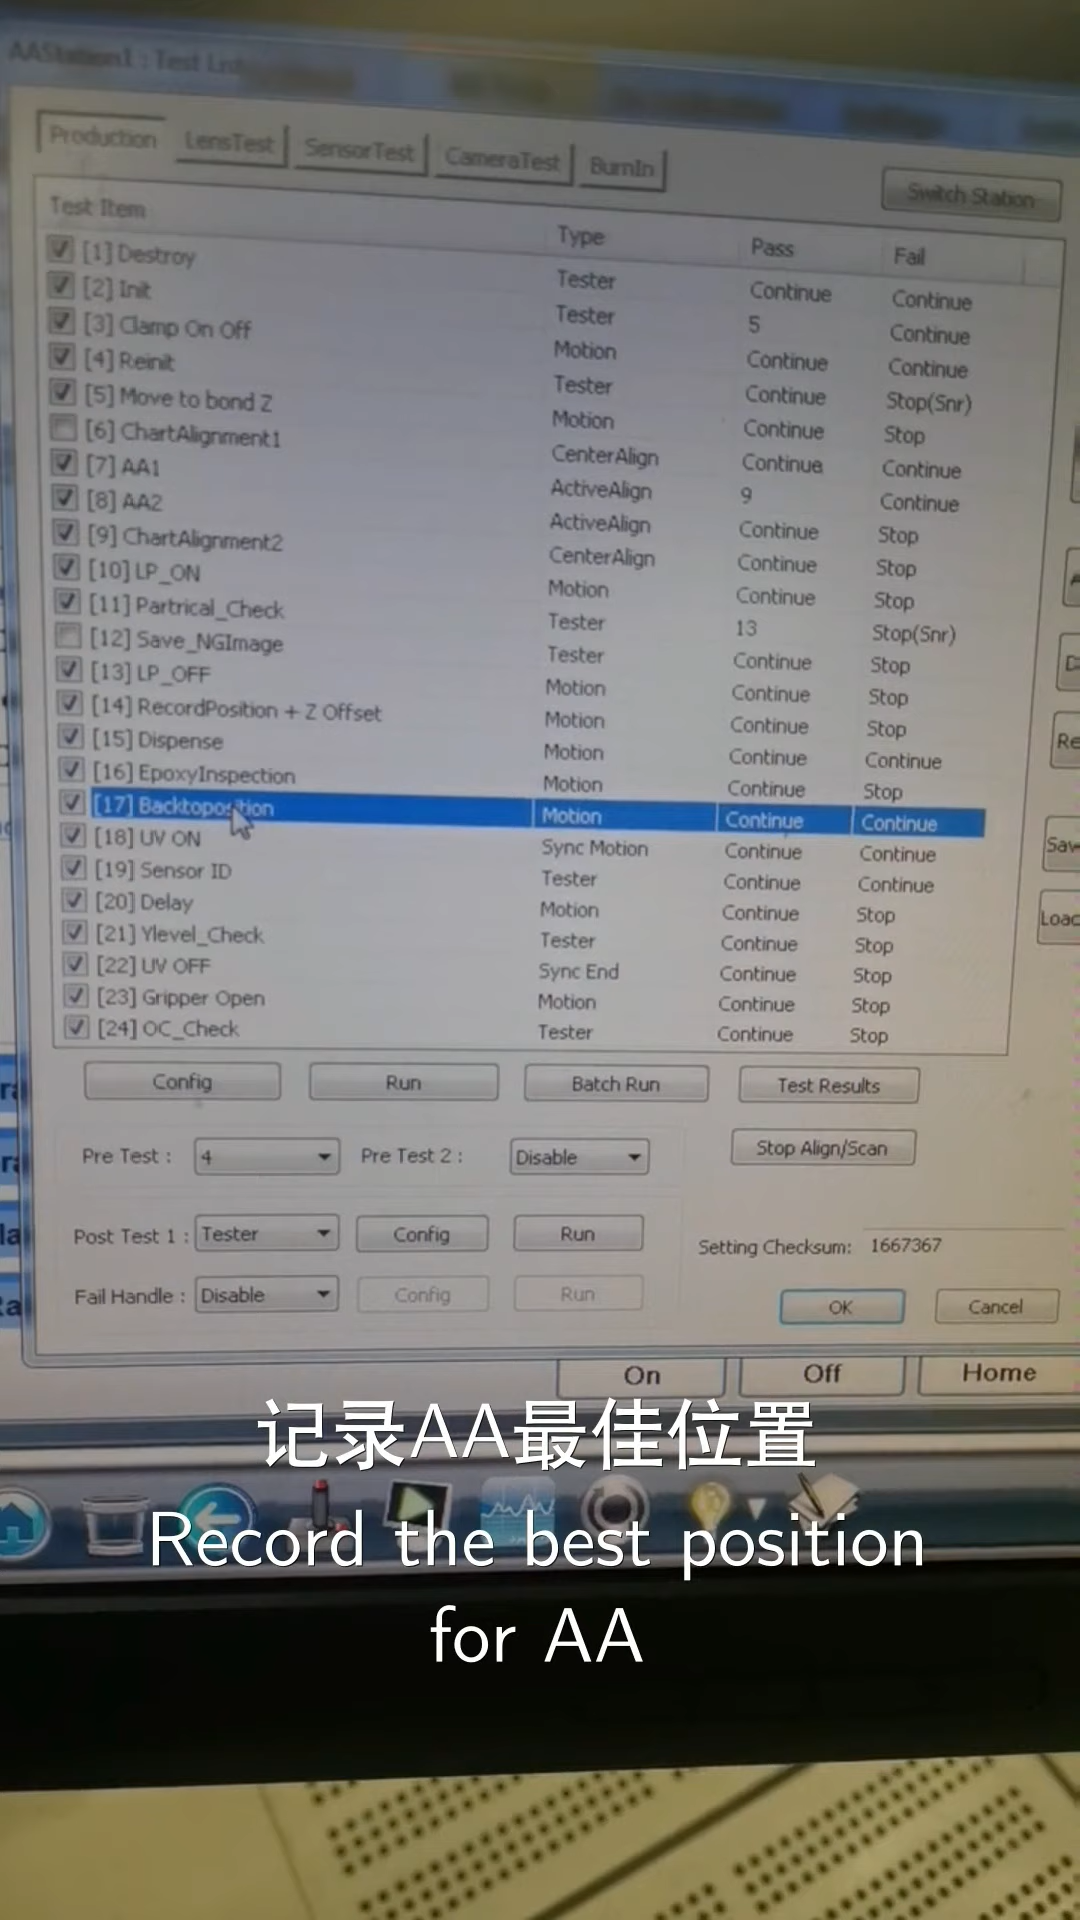 AAStation1 : Test List
Production LensTest SensorTest CameraTest BurnIn
Switch Station
Test Item Type Pass Fail
[1] Destroy Tester Continue Continue
[2] Init Tester 5 Continue
[3] Clamp On Off Motion Continue Continue
[4] Reinit Tester Continue Stop(Snr)
[5] Move to bond Z Motion Continue Stop
[6] ChartAlignment1 CenterAlign Continue Continue
[7] AA1 ActiveAlign 9 Continue
[8] AA2 ActiveAlign Continue Stop
[9] ChartAlignment2 CenterAlign Continue Stop
[10] LP_ON Motion Continue Stop
[11] Partrical_Check Tester 13 Stop(Snr)
[12] Save_NGImage Tester Continue Stop
[13] LP_OFF Motion Continue Stop
[14] RecordPosition + Z Offset Motion Continue Stop
[15] Dispense Motion Continue Continue
[16] EpoxyInspection Motion Continue Stop
[17] Backtoposition Motion Continue Continue
[18] UV ON Sync Motion Continue Continue
[19] Sensor ID Tester Continue Continue
[20] Delay Motion Continue Stop
[21] Ylevel_Check Tester Continue Stop
[22] UV OFF Sync End Continue Stop
[23] Gripper Open Motion Continue Stop
[24] OC_Check Tester Continue Stop
Config Run Batch Run Test Results
Pre Test : 4 Pre Test 2 : Disable Stop Align/Scan
Post Test 1 : Tester Config Run
Setting Checksum: 1667367
Fail Handle : Disable Config Run
OK Cancel
On Off Home
记录AA最佳位置
Record the best position
for AA